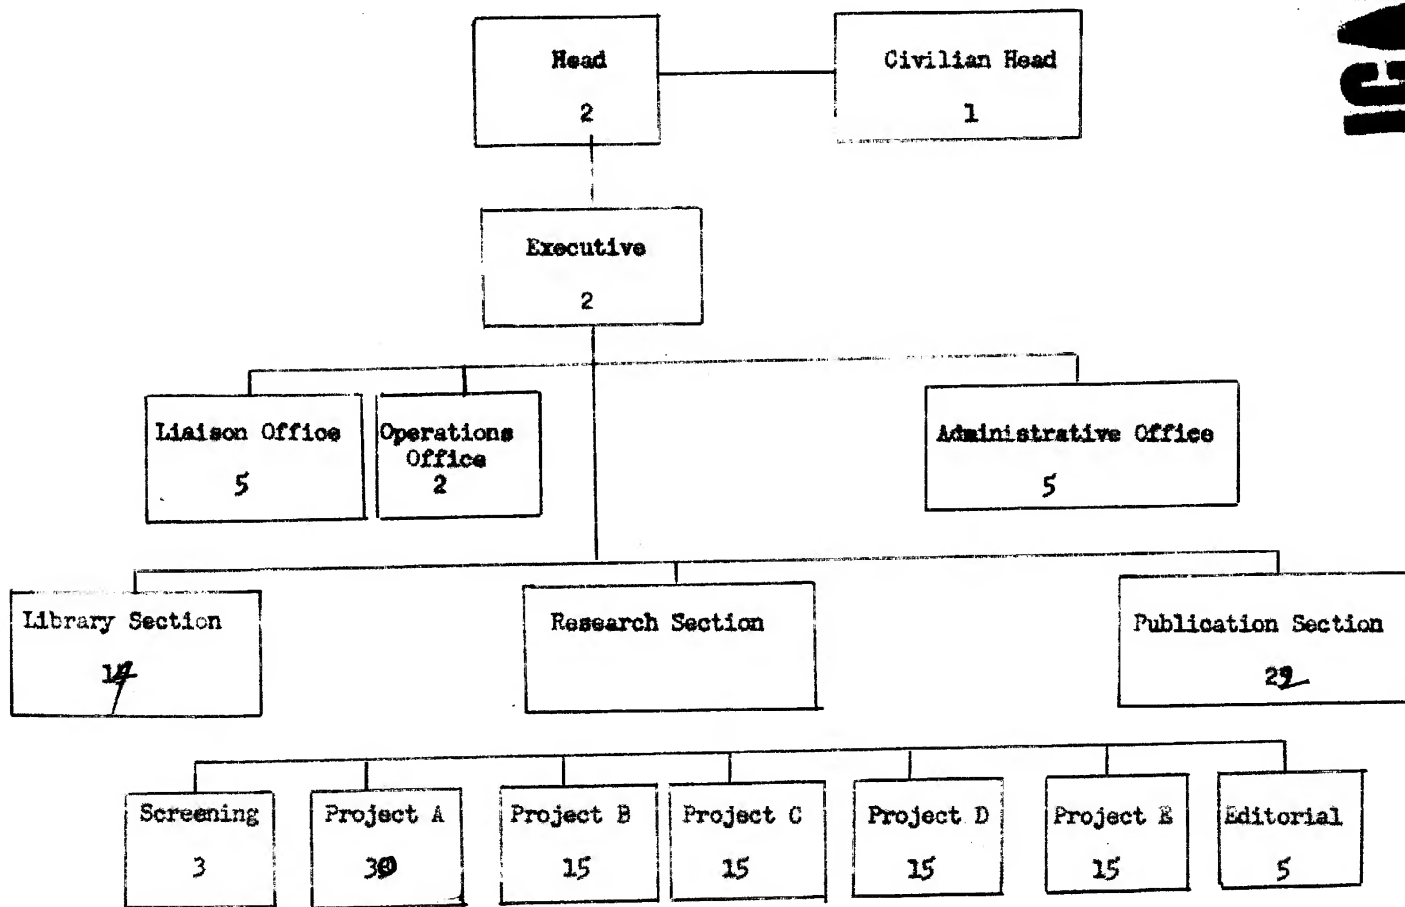 Head
2
Civilian Head
1
Executive
2
Liaison Office
5
Operations
Office
2
Administrative Office
5
Library Section
Research Section
Publication Section
Screening
3
Project A
30
Project B
15
Project C
15
Project D
15
Project E
15
Editorial
5